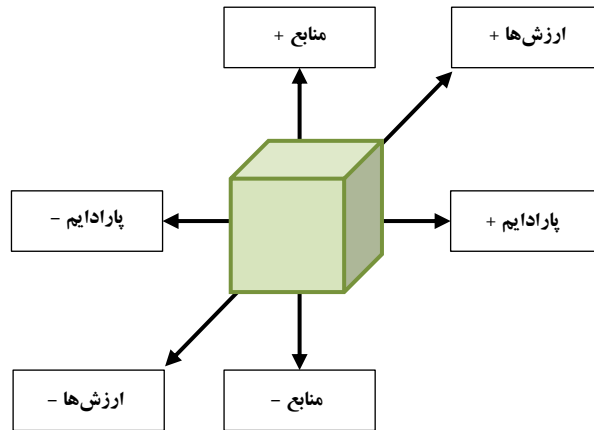 ارزش‌ها +
منابع +
پارادایم +
پارادایم −
منابع −
ارزش‌ها −